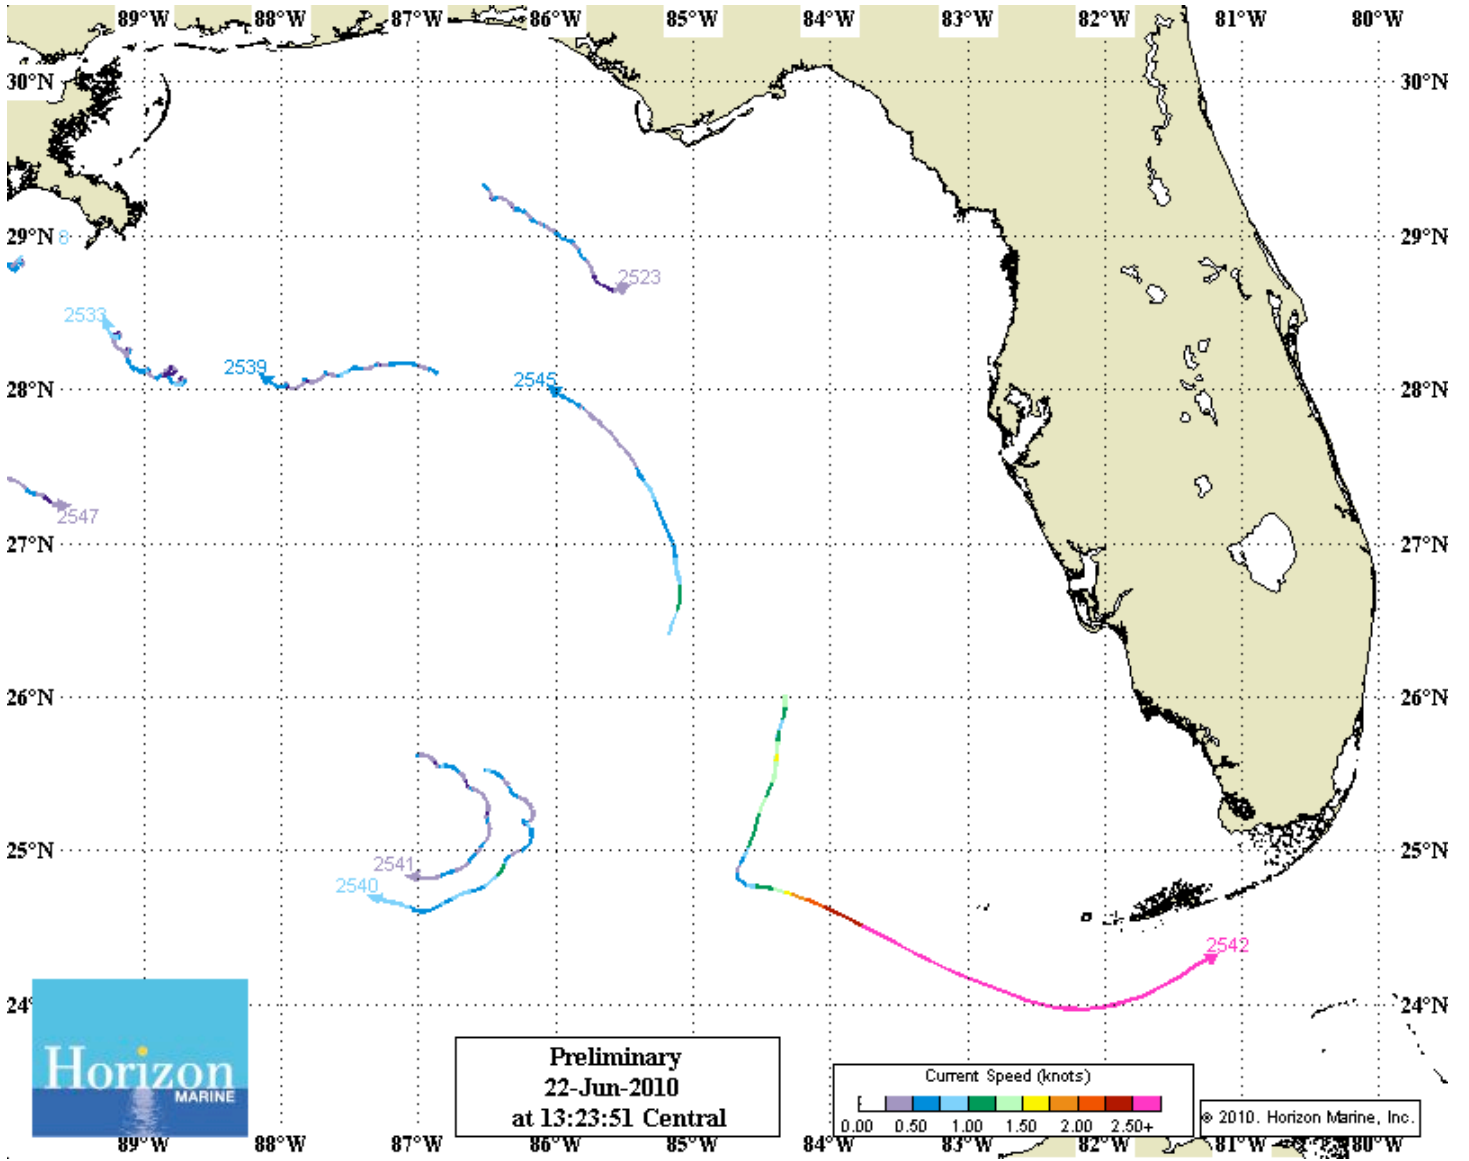 89°W 88°W 87°W 86°W 85°W 84°W 83°W 82°W 81°W 80°W
30°N 30°N
29°N 8 29°N
2523
2533
2539
2545
28°N 28°N
2547
27°N 27°N
26°N 26°N
25°N 25°N
2541
2540
2542
24° 24°N
Horizon
MARINE
Preliminary
22-Jun-2010
at 13:23:51 Central
Current Speed (knots)
0.00 0.50 1.00 1.50 2.00 2.50+
© 2010. Horizon Marine, Inc.
89°W 88°W 87°W 86°W 85°W 84°W 83°W 82°W 81°W 80°W